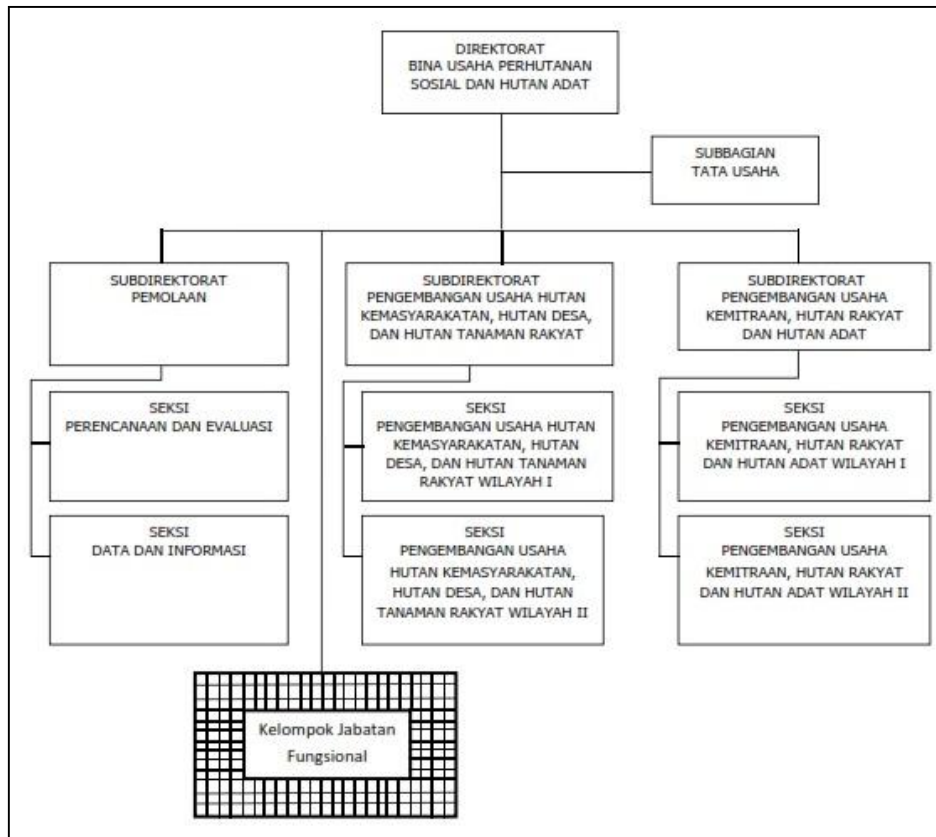 DIREKTORAT
BINA USAHA PERHUTANAN
SOSIAL DAN HUTAN ADAT
SUBBAGIAN
TATA USAHA
SUBDIREKTORAT
PEMOLAAN
SUBDIREKTORAT
PENGEMBANGAN USAHA HUTAN
KEMASYARAKATAN, HUTAN DESA,
DAN HUTAN TANAMAN RAKYAT
SUBDIREKTORAT
PENGEMBANGAN USAHA
KEMITRAAN, HUTAN RAKYAT
DAN HUTAN ADAT
SEKSI
PERENCANAAN DAN EVALUASI
SEKSI
PENGEMBANGAN USAHA HUTAN
KEMASYARAKATAN, HUTAN
DESA, DAN HUTAN TANAMAN
RAKYAT WILAYAH I
SEKSI
PENGEMBANGAN USAHA
KEMITRAAN, HUTAN RAKYAT
DAN HUTAN ADAT WILAYAH I
SEKSI
DATA DAN INFORMASI
SEKSI
PENGEMBANGAN USAHA
HUTAN KEMASYARAKATAN,
HUTAN DESA, DAN HUTAN
TANAMAN RAKYAT WILAYAH II
SEKSI
PENGEMBANGAN USAHA
KEMITRAAN, HUTAN RAKYAT
DAN HUTAN ADAT WILAYAH II
Kelompok Jabatan
Fungsional